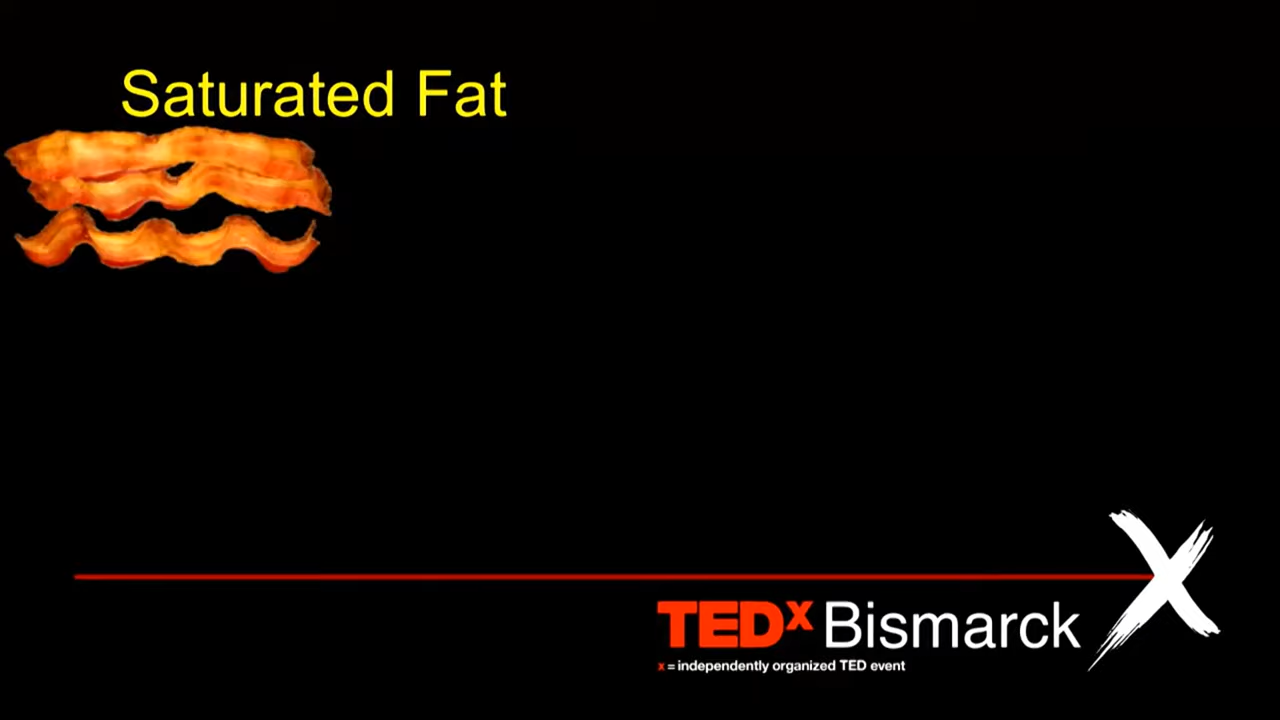 Saturated Fat
TEDx Bismarck
x = independently organized TED event
X